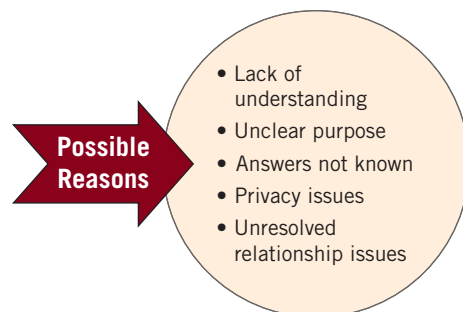 Possible
Reasons
• Lack of
understanding
• Unclear purpose
• Answers not known
• Privacy issues
• Unresolved
relationship issues